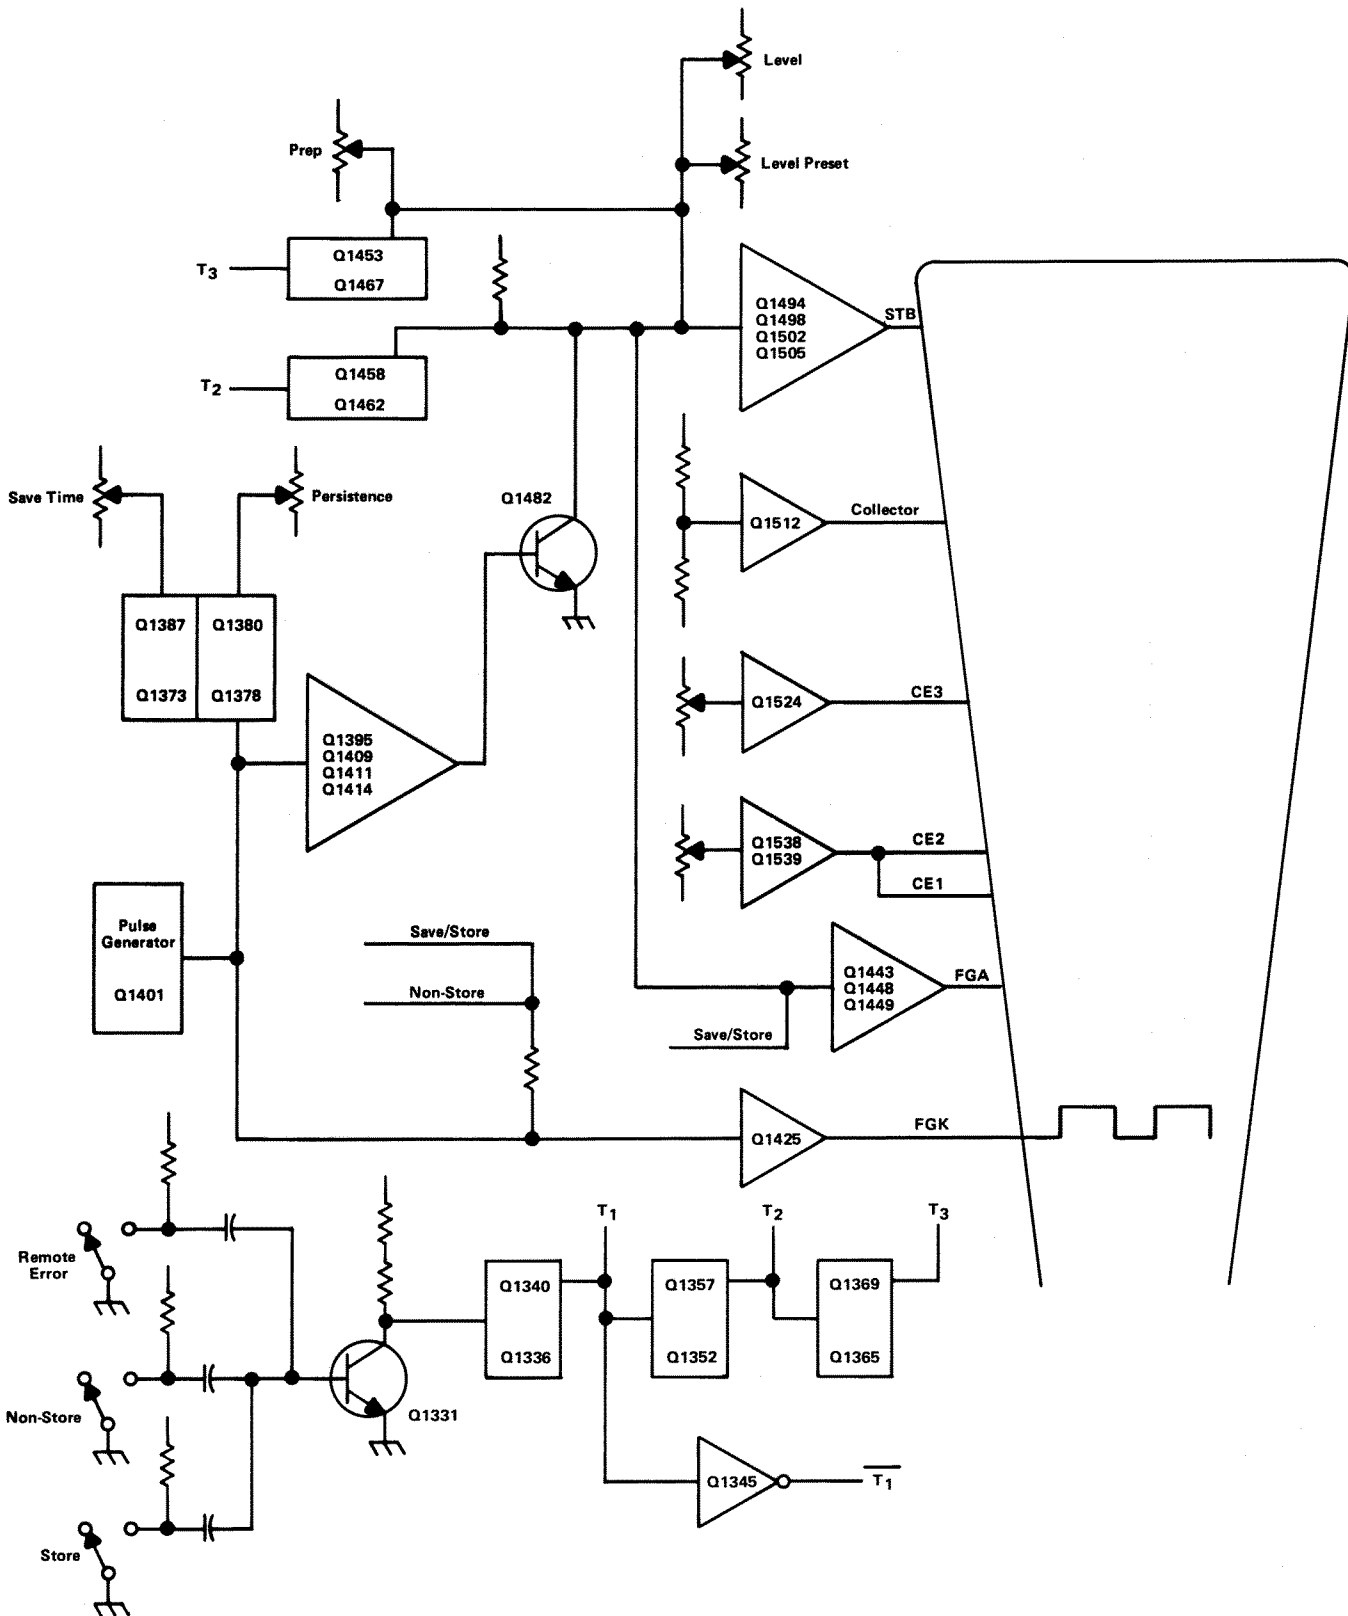 Level
Prep
Level Preset
Q1453
T3
Q1467
Q1494
Q1498
Q1502
Q1505
STB
Q1458
T2
Q1462
Save Time
Persistence
Q1482
Q1512
Collector
Q1387
Q1380
Q1373
Q1378
Q1524
CE3
Q1395
Q1409
Q1411
Q1414
Q1538
Q1539
CE2
CE1
Pulse
Generator
Q1401
Save/Store
Non-Store
Q1443
Q1448
Q1449
FGA
Save/Store
Q1425
FGK
T1
T2
T3
Remote
Error
Q1340
Q1336
Q1357
Q1352
Q1369
Q1365
Non-Store
Q1331
Q1345
T̅1̅
Store